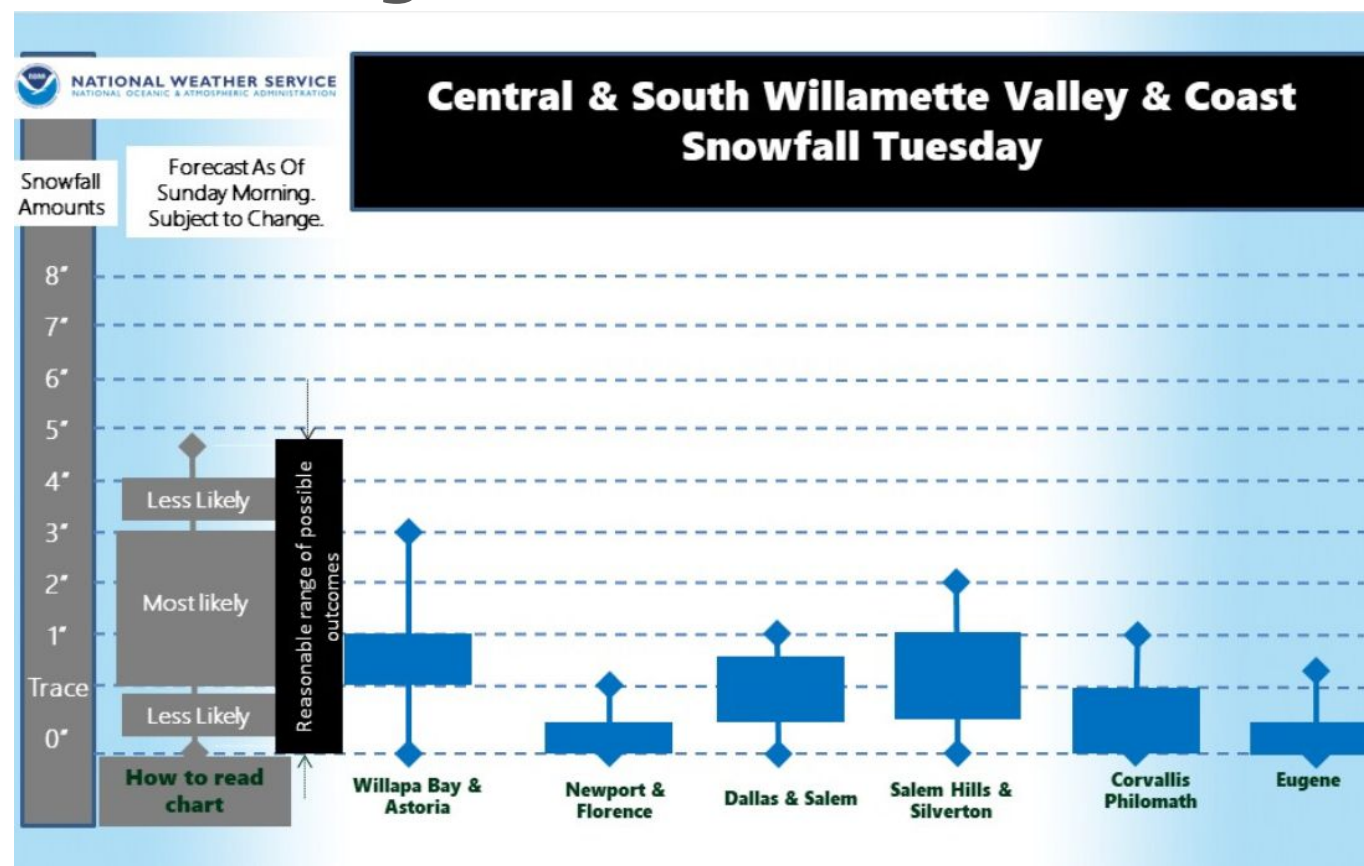 NATIONAL WEATHER SERVICE
NATIONAL OCEANIC & ATMOSPHERIC ADMINISTRATION
Central & South Willamette Valley & Coast
Snowfall Tuesday
Snowfall
Amounts
Forecast As Of
Sunday Morning.
Subject to Change.
8"
7"
6"
5"
4"
3"
2"
1"
Trace
0"
Less Likely
Most likely
Less Likely
Reasonable range of possible
outcomes
How to read
chart
Willapa Bay &
Astoria
Newport &
Florence
Dallas & Salem
Salem Hills &
Silverton
Corvallis
Philomath
Eugene